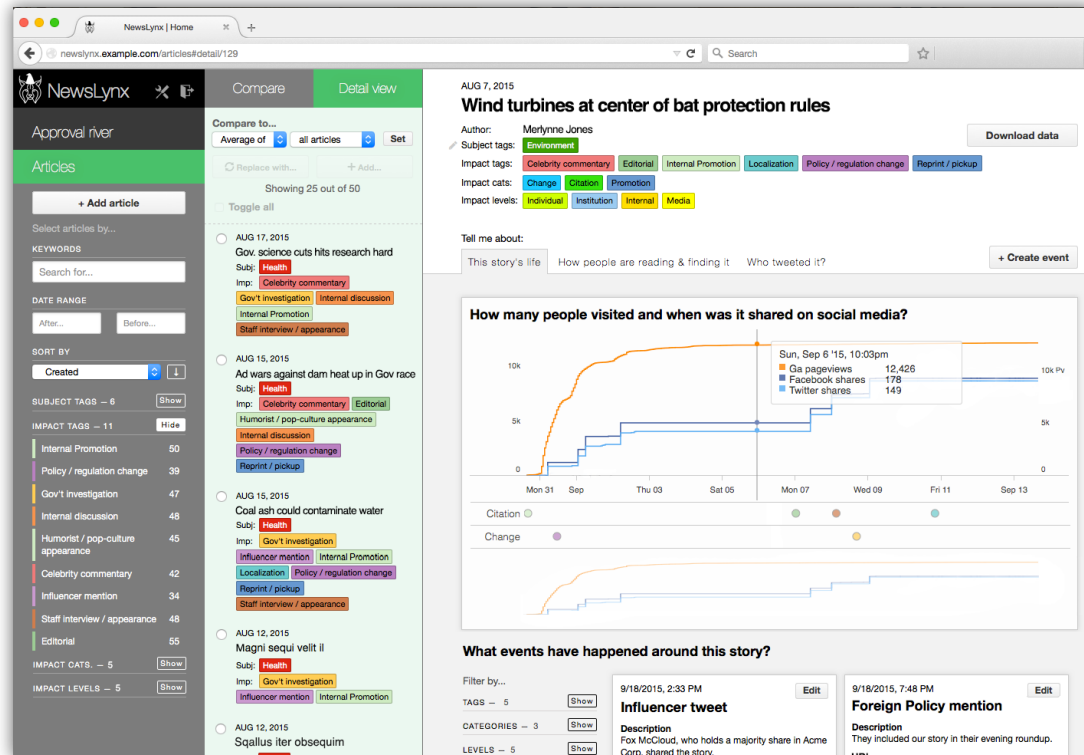 NewsLynx | Home
newslynx.example.com/articles#detail/129
Search
NewsLynx
Approval river
Articles
+ Add article
Select articles by...
KEYWORDS
Search for...
DATE RANGE
After...
Before...
SORT BY
Created
SUBJECT TAGS — 6
Show
IMPACT TAGS — 11
Hide
Internal Promotion 50
Policy / regulation change 39
Gov't investigation 47
Internal discussion 48
Humorist / pop-culture
appearance 45
Celebrity commentary 42
Influencer mention 34
Staff interview / appearance 48
Editorial 55
IMPACT CATS. — 5
Show
IMPACT LEVELS — 5
Show
Compare
Detail view
Compare to...
Average of
all articles
Set
Replace with...
+ Add...
Showing 25 out of 50
Toggle all
AUG 17, 2015
Gov. science cuts hits research hard
Subj: Health
Imp: Celebrity commentary
Gov't investigation Internal discussion
Internal Promotion
Staff interview / appearance
AUG 15, 2015
Ad wars against dam heat up in Gov race
Subj: Health
Imp: Celebrity commentary Editorial
Humorist / pop-culture appearance
Internal discussion
Policy / regulation change
Reprint / pickup
AUG 15, 2015
Coal ash could contaminate water
Subj: Health
Imp: Gov't investigation
Influencer mention Internal Promotion
Localization Policy / regulation change
Reprint / pickup
Staff interview / appearance
AUG 12, 2015
Magni sequi velit il
Subj: Health
Imp: Gov't investigation
Influencer mention Internal Promotion
AUG 12, 2015
Sqallus iter obsequim
AUG 7, 2015
Wind turbines at center of bat protection rules
Author: Merlynne Jones
Subject tags: Environment
Impact tags: Celebrity commentary Editorial Internal Promotion Localization Policy / regulation change Reprint / pickup
Impact cats: Change Citation Promotion
Impact levels: Individual Institution Internal Media
Download data
Tell me about:
This story's life
How people are reading & finding it
Who tweeted it?
+ Create event
How many people visited and when was it shared on social media?
Sun, Sep 6 '15, 10:03pm
Ga pageviews 12,426
Facebook shares 178
Twitter shares 149
10k
5k
0
10k Pv
5k
0
Mon 31 Sep Thu 03 Sat 05 Mon 07 Wed 09 Fri 11 Sep 13
Citation
Change
What events have happened around this story?
Filter by...
TAGS — 5
Show
CATEGORIES — 3
Show
LEVELS — 5
Show
9/18/2015, 2:33 PM
Edit
Influencer tweet
Description
Fox McCloud, who holds a majority share in Acme
Corp, shared the story.
9/18/2015, 7:48 PM
Edit
Foreign Policy mention
Description
They included our story in their evening roundup.